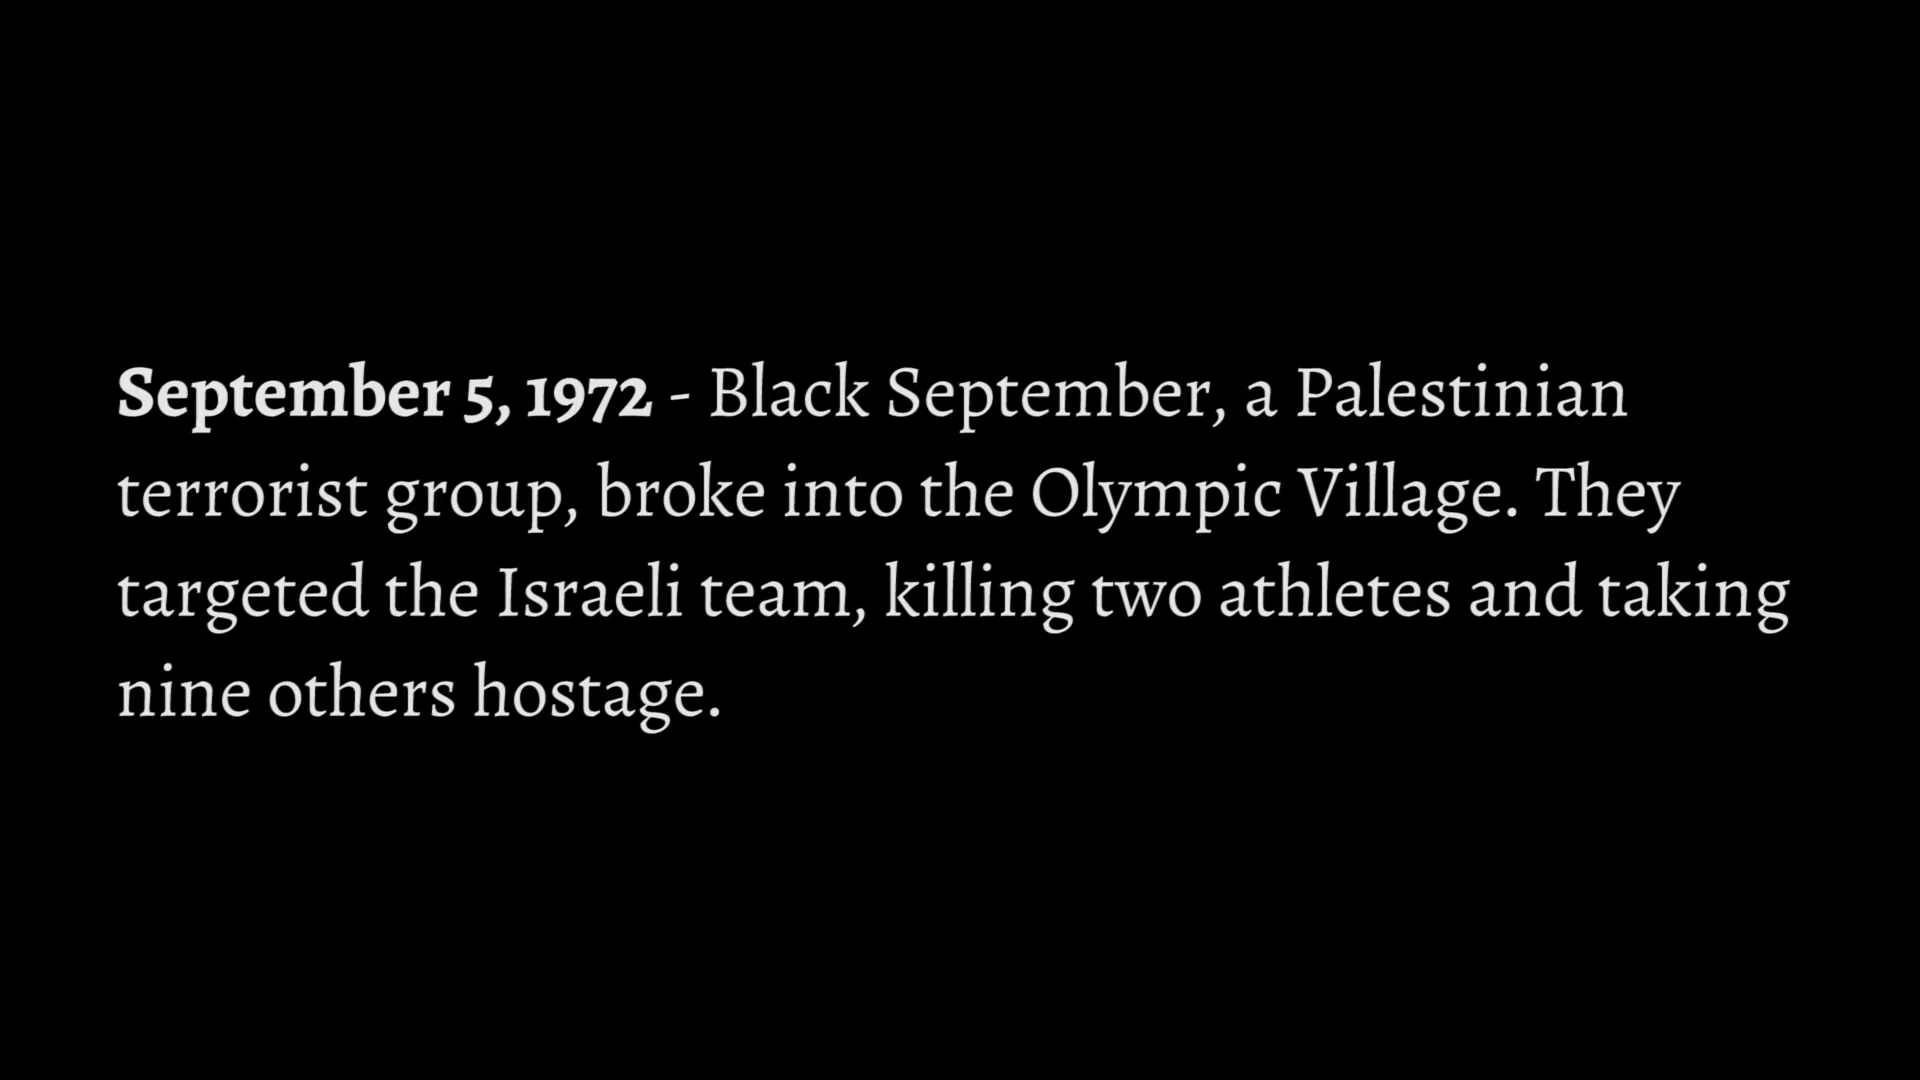 September 5, 1972 - Black September, a Palestinian
terrorist group, broke into the Olympic Village. They
targeted the Israeli team, killing two athletes and taking
nine others hostage.